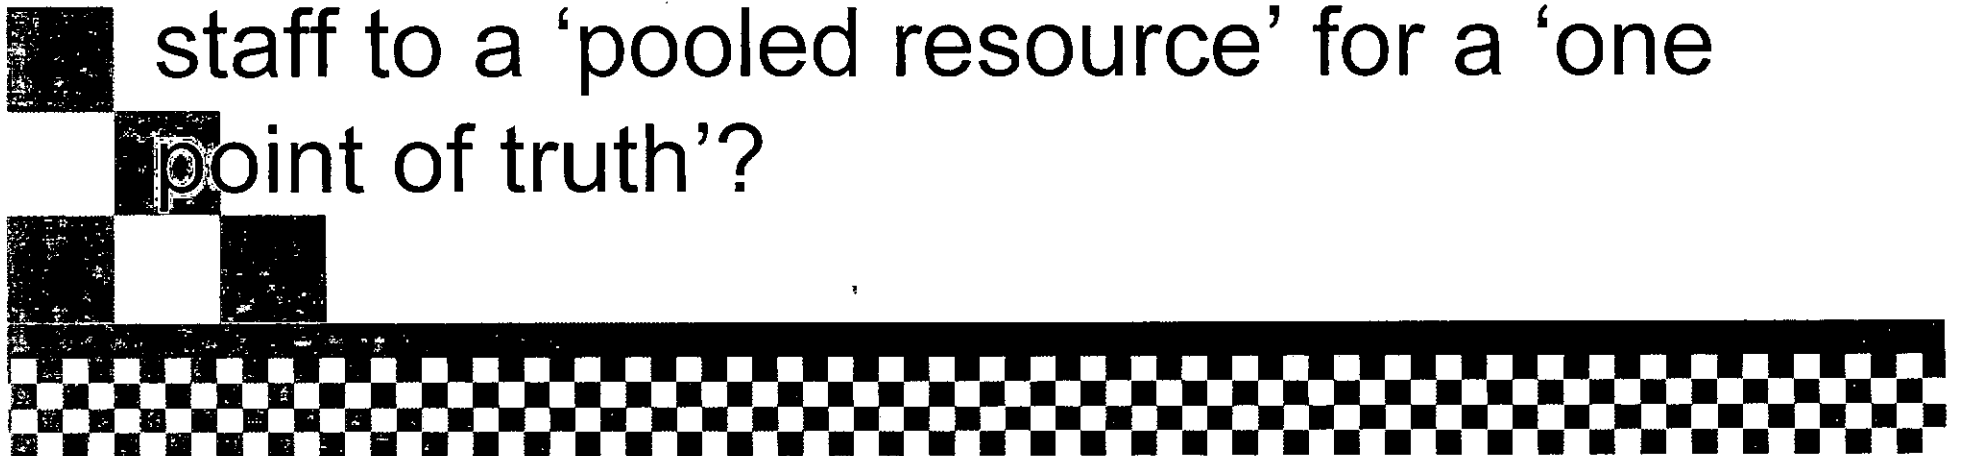 staff to a ‘pooled resource’ for a ‘one
point of truth’?